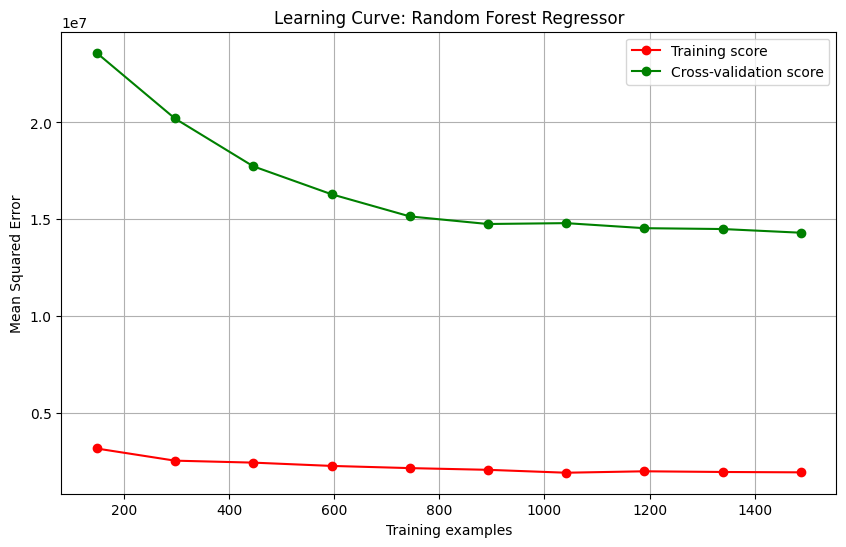 Learning Curve: Random Forest Regressor
1e7
Training score
Cross-validation score
2.0
1.5
1.0
0.5
Mean Squared Error
200 400 600 800 1000 1200 1400
Training examples